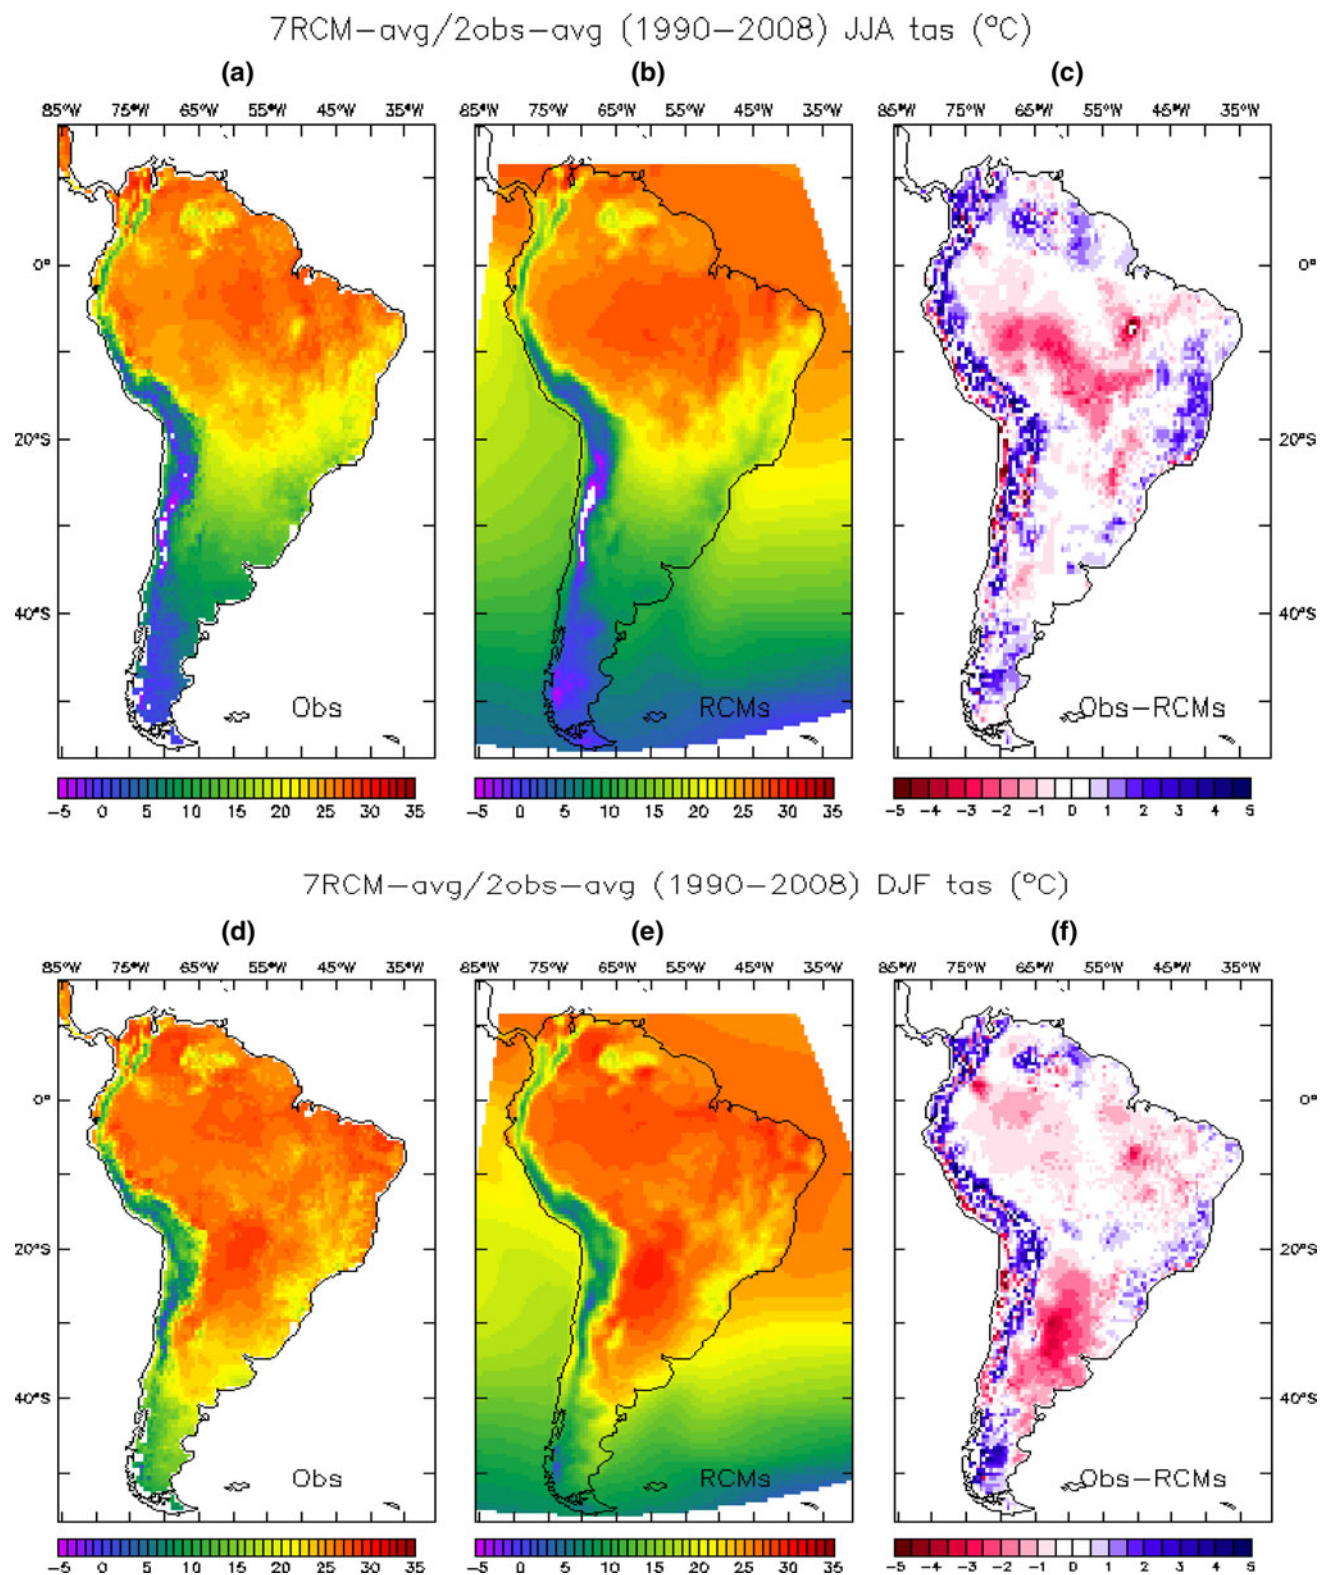 7RCM-avg/2obs-avg (1990-2008) JJA tas (°C)
(a) (b) (c)
85°W 75°W 65°W 55°W 45°W 35°W 85°W 75°W 65°W 55°W 45°W 35°W 85°W 75°W 65°W 55°W 45°W 35°W
0° 0°
20°S 20°S
40°S 40°S
Obs RCMs Obs-RCMs
-5 0 5 10 15 20 25 30 35 -5 0 5 10 15 20 25 30 35 -5 -4 -3 -2 -1 0 1 2 3 4 5
7RCM-avg/2obs-avg (1990-2008) DJF tas (°C)
(d) (e) (f)
85°W 75°W 65°W 55°W 45°W 35°W 85°W 75°W 65°W 55°W 45°W 35°W 85°W 75°W 65°W 55°W 45°W 35°W
0° 0°
20°S 20°S
40°S 40°S
Obs RCMs Obs-RCMs
-5 0 5 10 15 20 25 30 35 -5 0 5 10 15 20 25 30 35 -5 -4 -3 -2 -1 0 1 2 3 4 5